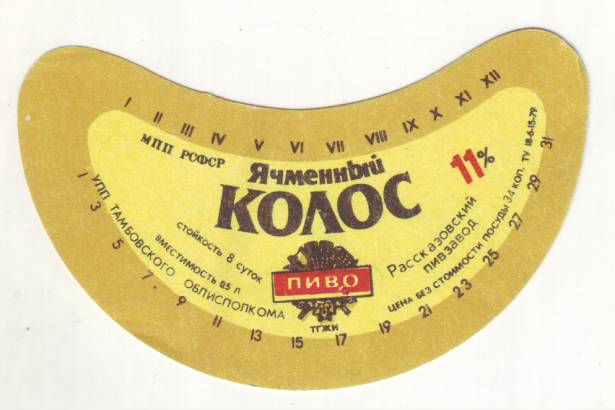 I II III IV V VI VII VIII IX X XI XII
МПП РСФСР
Ячменный
КОЛОС
11%
УПП ТАМБОВСКОГО ОБЛИСПОЛКОМА
СТОЙКОСТЬ 8 СУТОК
ВМЕСТИМОСТЬ 0,5 Л
ПИВО
ТГЖИ
Рассказовский
ПИВЗАВОД
ЦЕНА БЕЗ СТОИМОСТИ ПОСУДЫ 34 КОП. ТУ 18-6-15-79
1 3 5 7 9 11 13 15 17 19 21 23 25 27 29 31